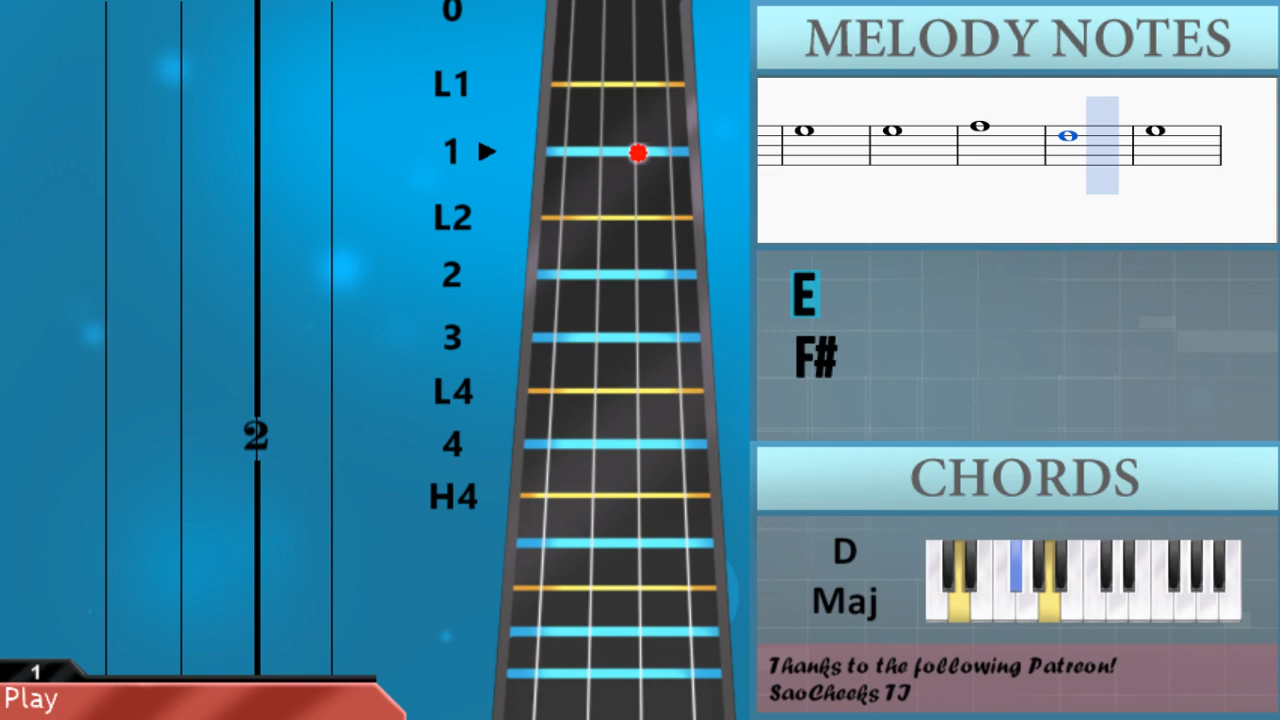 0
L1
1
L2
2
3
L4
4
H4
2
1
Play
MELODY NOTES
E
F#
CHORDS
D
Maj
Thanks to the following Patreon!
SaoCheeks TJ